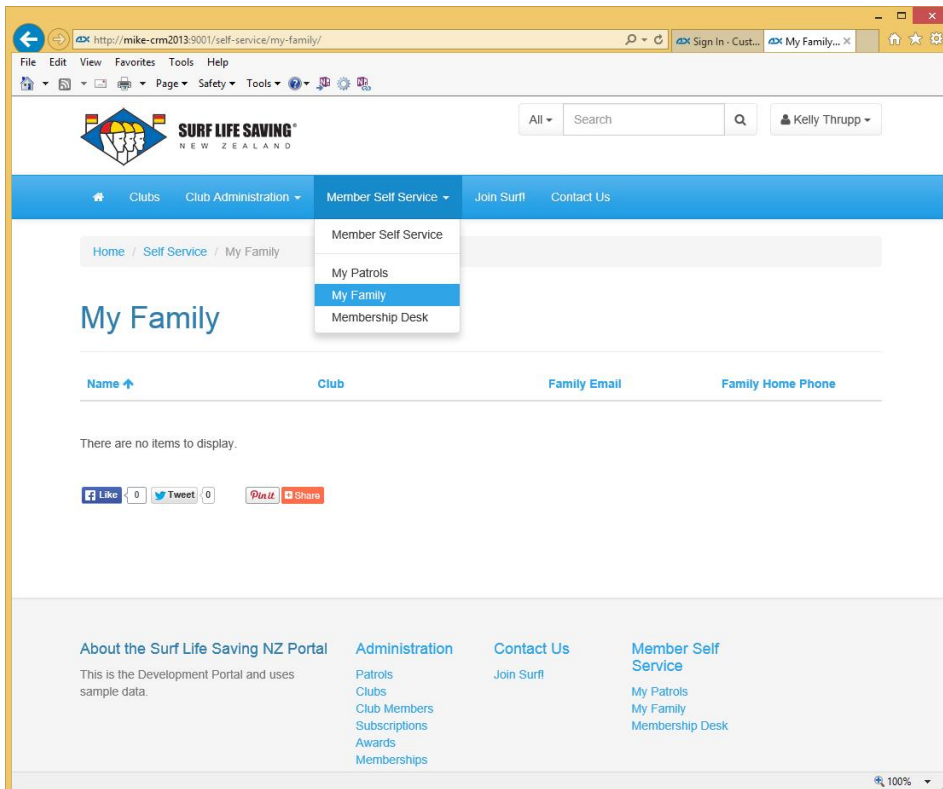 http://mike-crm2013:9001/self-service/my-family/
Sign In - Cust...
My Family...
File Edit View Favorites Tools Help
Page Safety Tools
SURF LIFE SAVING®
NEW ZEALAND
All Search Kelly Thrupp
Clubs Club Administration Member Self Service Join Surf! Contact Us
Member Self Service
Home / Self Service / My Family
My Patrols
My Family
Membership Desk
My Family
Name Club Family Email Family Home Phone
There are no items to display.
Like 0 Tweet 0 Pin it Share
About the Surf Life Saving NZ Portal
This is the Development Portal and uses
sample data.
Administration
Patrols
Clubs
Club Members
Subscriptions
Awards
Memberships
Contact Us
Join Surf!
Member Self
Service
My Patrols
My Family
Membership Desk
100%